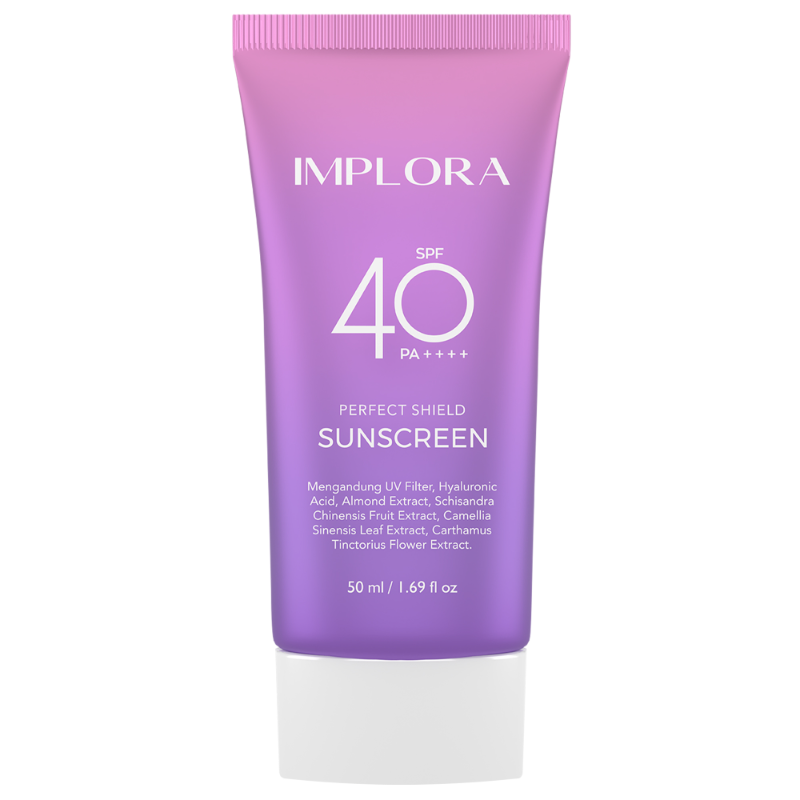 IMPLORA
SPF
40
PA ++++
PERFECT SHIELD
SUNSCREEN
Mengandung UV Filter, Hyaluronic
Acid, Almond Extract, Schisandra
Chinensis Fruit Extract, Camellia
Sinensis Leaf Extract, Carthamus
Tinctorius Flower Extract.
50 ml / 1.69 fl oz